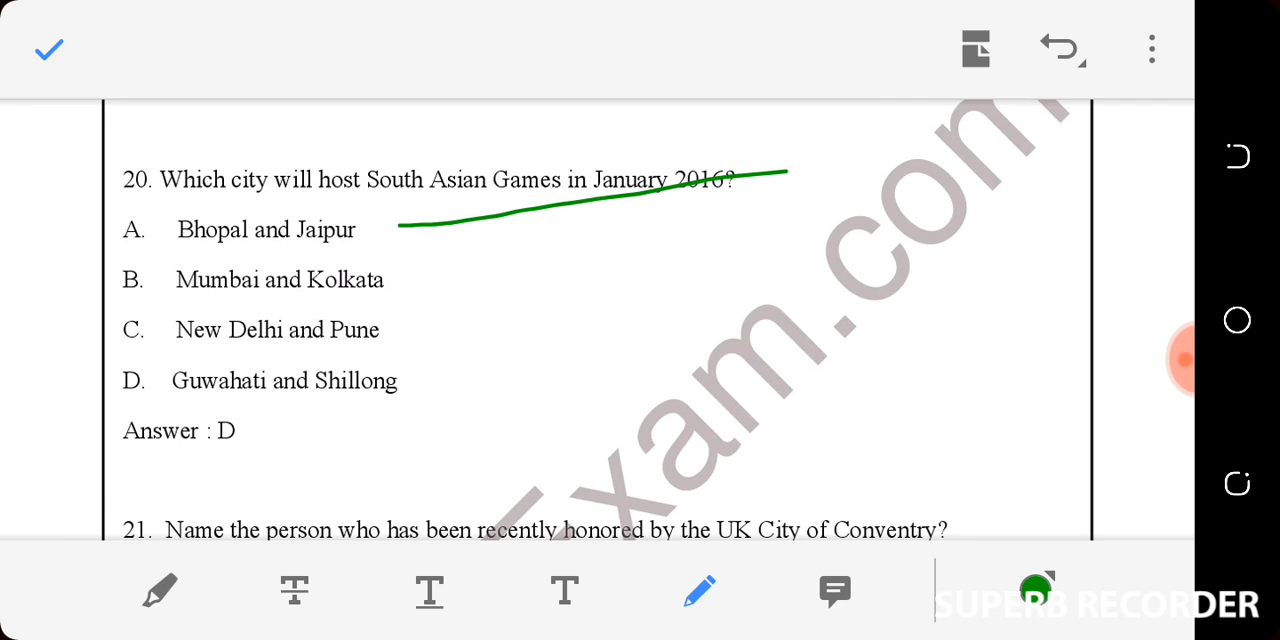 20. Which city will host South Asian Games in January 2016?
A. Bhopal and Jaipur
B. Mumbai and Kolkata
C. New Delhi and Pune
D. Guwahati and Shillong
Answer : D
Exam.com
21. Name the person who has been recently honored by the UK City of Conventry?
T T T
SUPERB RECORDER